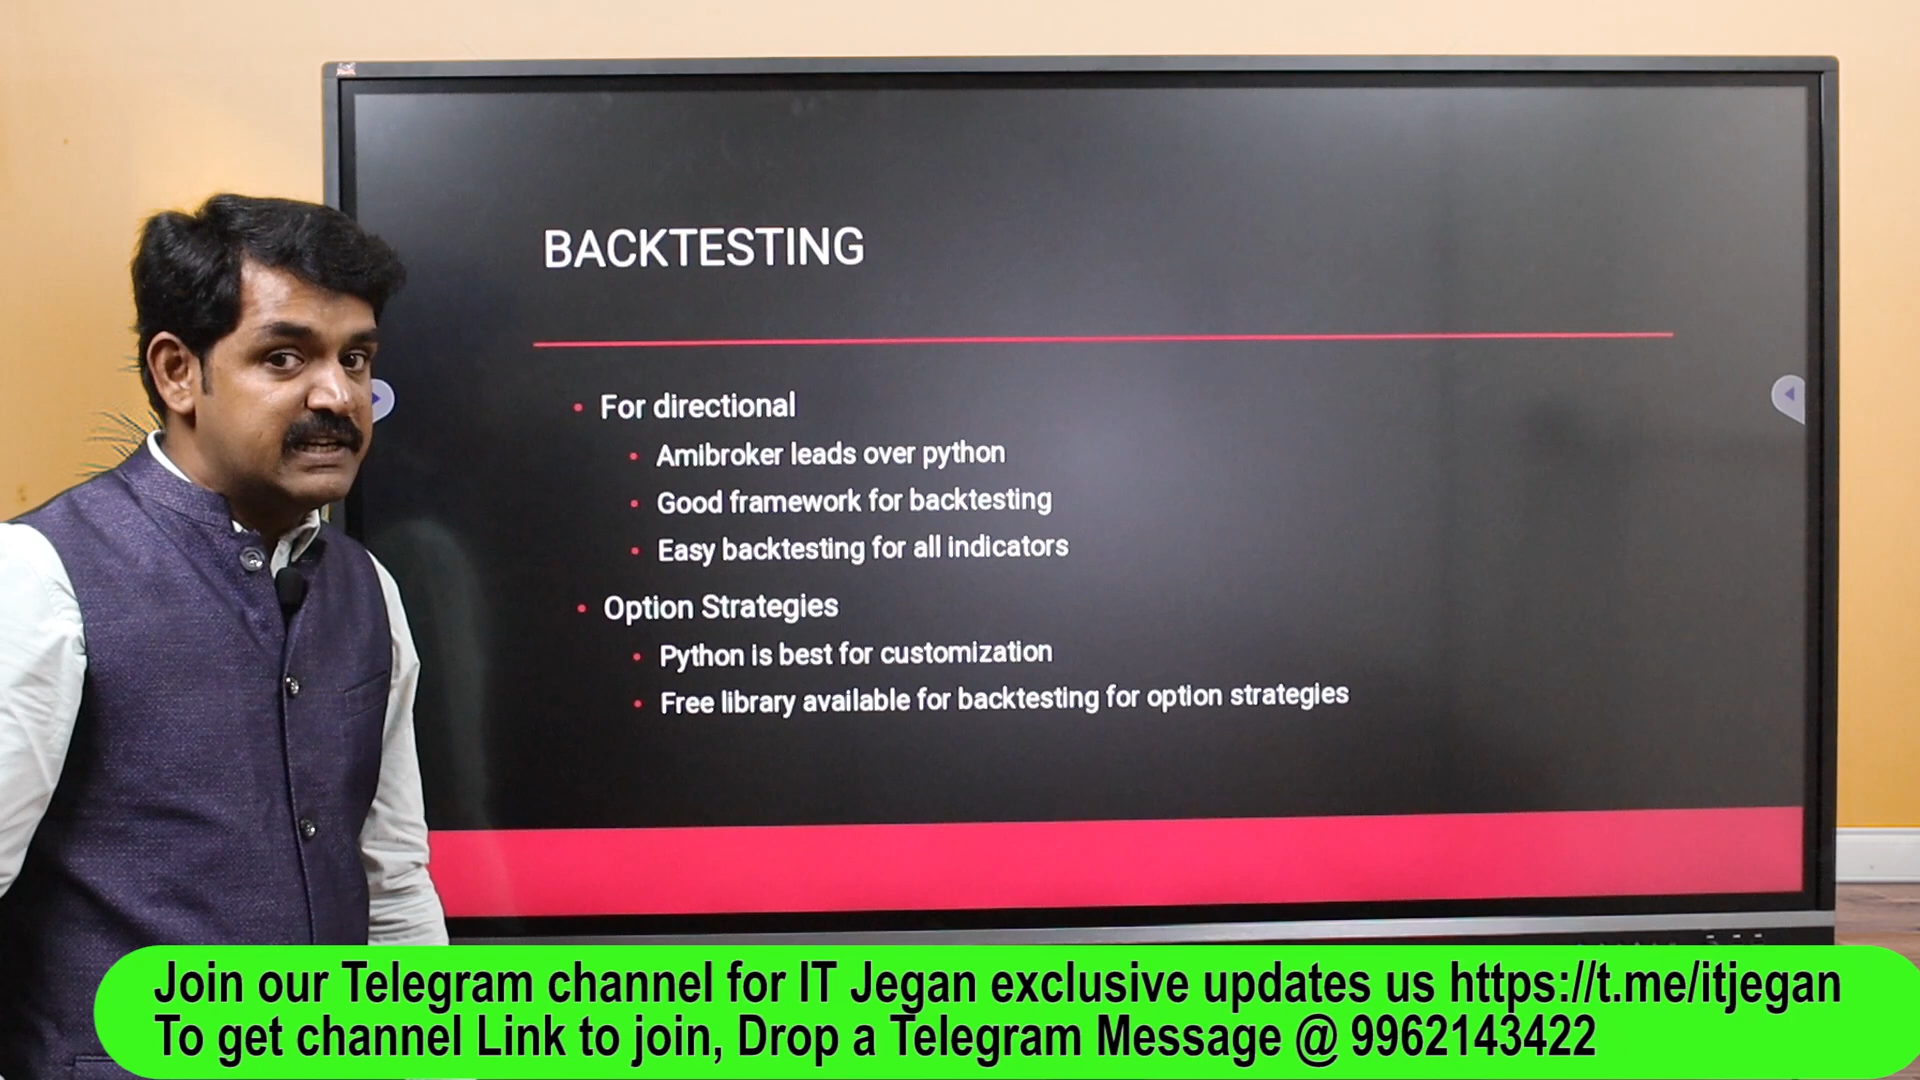 BACKTESTING
• For directional
• Amibroker leads over python
• Good framework for backtesting
• Easy backtesting for all indicators
• Option Strategies
• Python is best for customization
• Free library available for backtesting for option strategies
Join our Telegram channel for IT Jegan exclusive updates us https://t.me/itjegan
To get channel Link to join, Drop a Telegram Message @ 9962143422